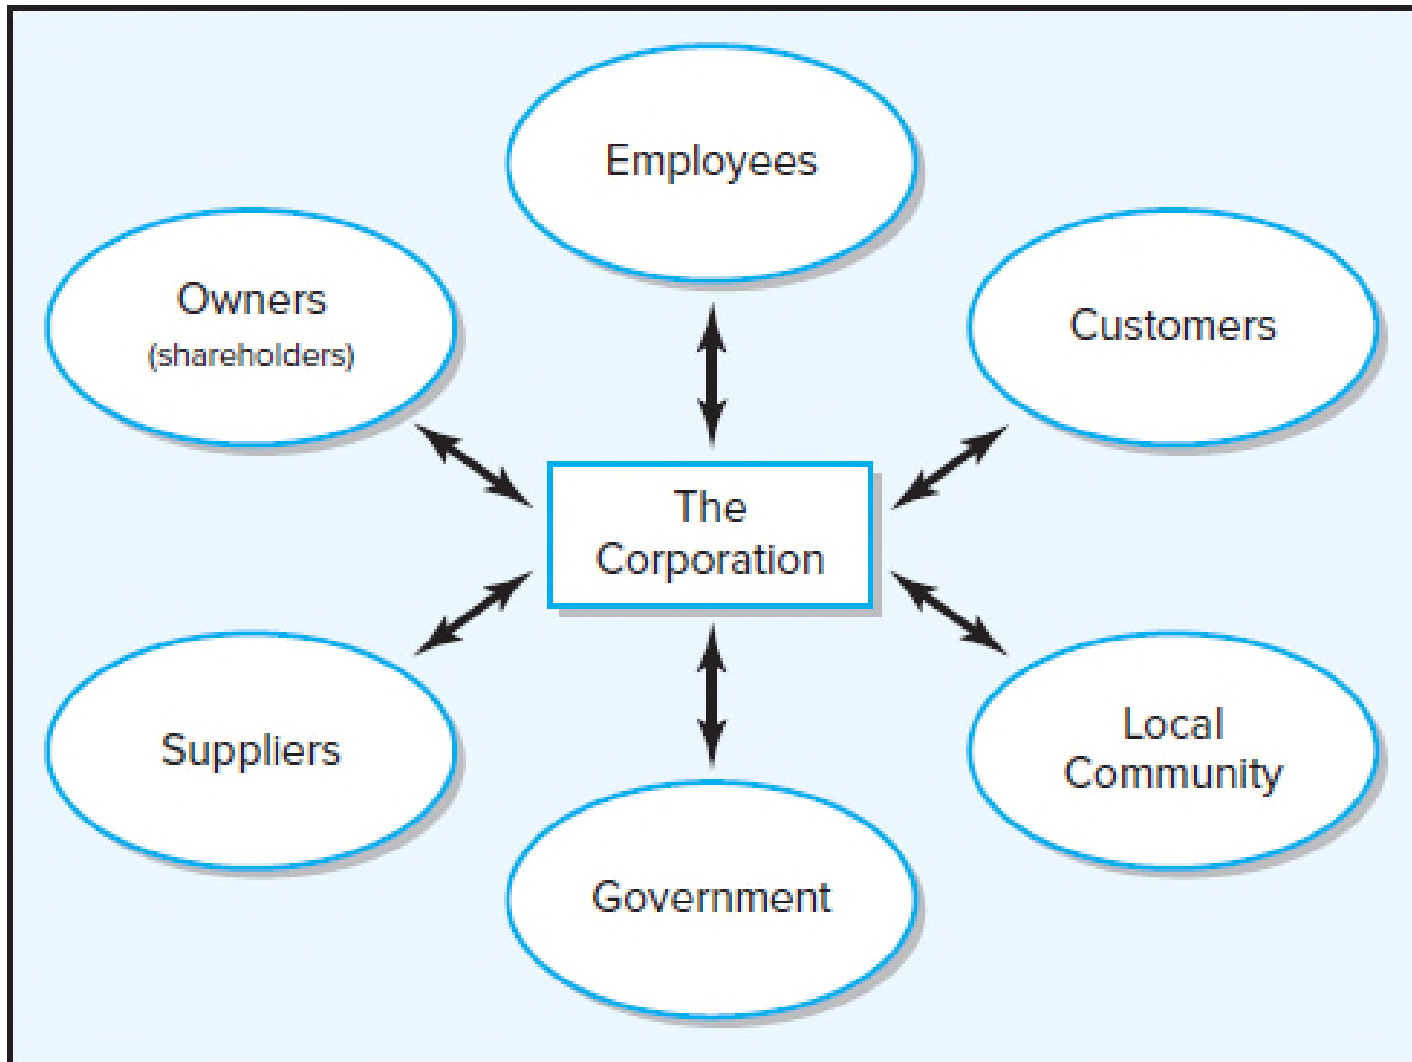 Employees
Owners
(shareholders)
Customers
The
Corporation
Suppliers
Local
Community
Government